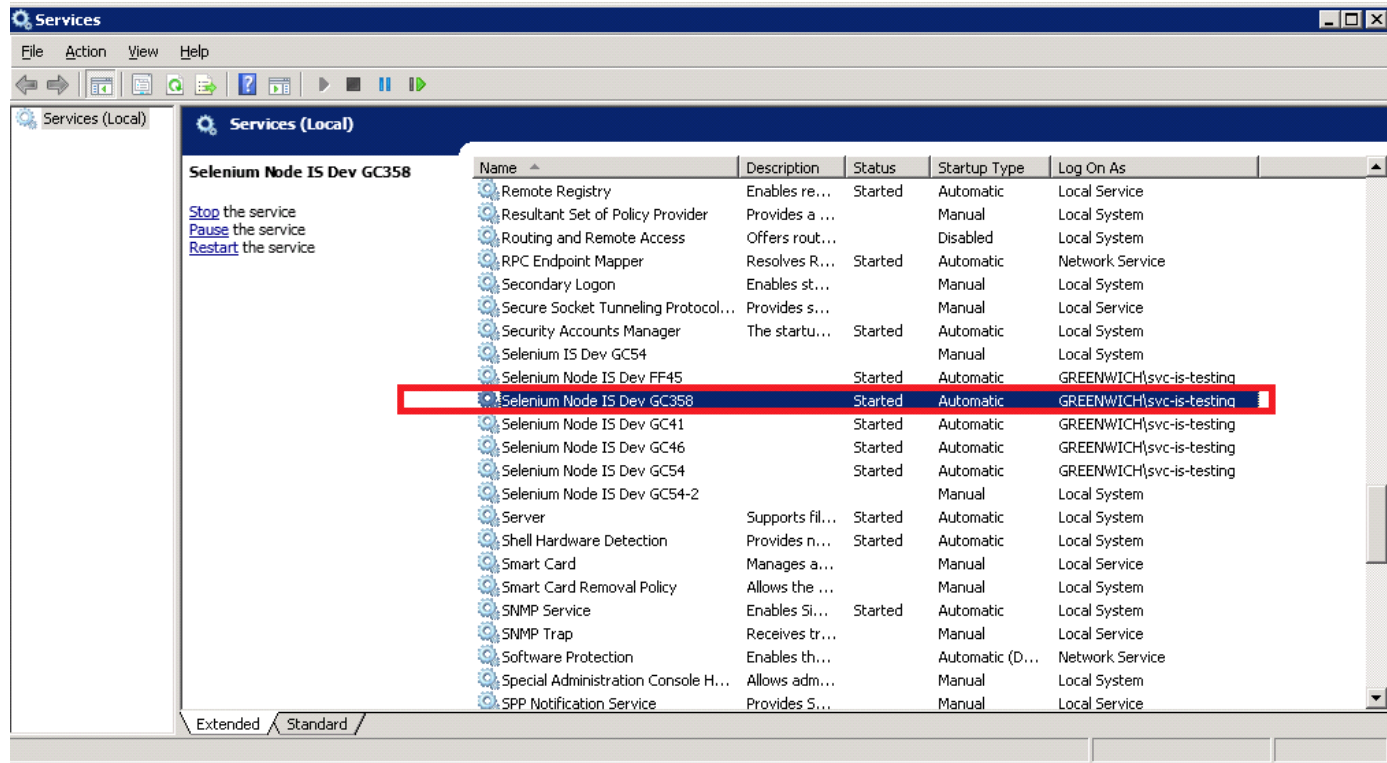 Services
File Action View Help
Services (Local)
Services (Local)
Selenium Node IS Dev GC358
Stop the service
Pause the service
Restart the service
Name Description Status Startup Type Log On As
Remote Registry Enables re... Started Automatic Local Service
Resultant Set of Policy Provider Provides a ... Manual Local System
Routing and Remote Access Offers rout... Disabled Local System
RPC Endpoint Mapper Resolves R... Started Automatic Network Service
Secondary Logon Enables st... Manual Local System
Secure Socket Tunneling Protocol... Provides s... Manual Local Service
Security Accounts Manager The startu... Started Automatic Local System
Selenium IS Dev GC54 Manual Local System
Selenium Node IS Dev FF45 Started Automatic GREENWICH\svc-is-testing
Selenium Node IS Dev GC358 Started Automatic GREENWICH\svc-is-testing
Selenium Node IS Dev GC41 Started Automatic GREENWICH\svc-is-testing
Selenium Node IS Dev GC46 Started Automatic GREENWICH\svc-is-testing
Selenium Node IS Dev GC54 Started Automatic GREENWICH\svc-is-testing
Selenium Node IS Dev GC54-2 Manual Local System
Server Supports fil... Started Automatic Local System
Shell Hardware Detection Provides n... Started Automatic Local System
Smart Card Manages a... Manual Local Service
Smart Card Removal Policy Allows the ... Manual Local System
SNMP Service Enables Si... Started Automatic Local System
SNMP Trap Receives tr... Manual Local Service
Software Protection Enables th... Automatic (D... Network Service
Special Administration Console H... Allows adm... Manual Local System
SPP Notification Service Provides S... Manual Local Service
Extended Standard